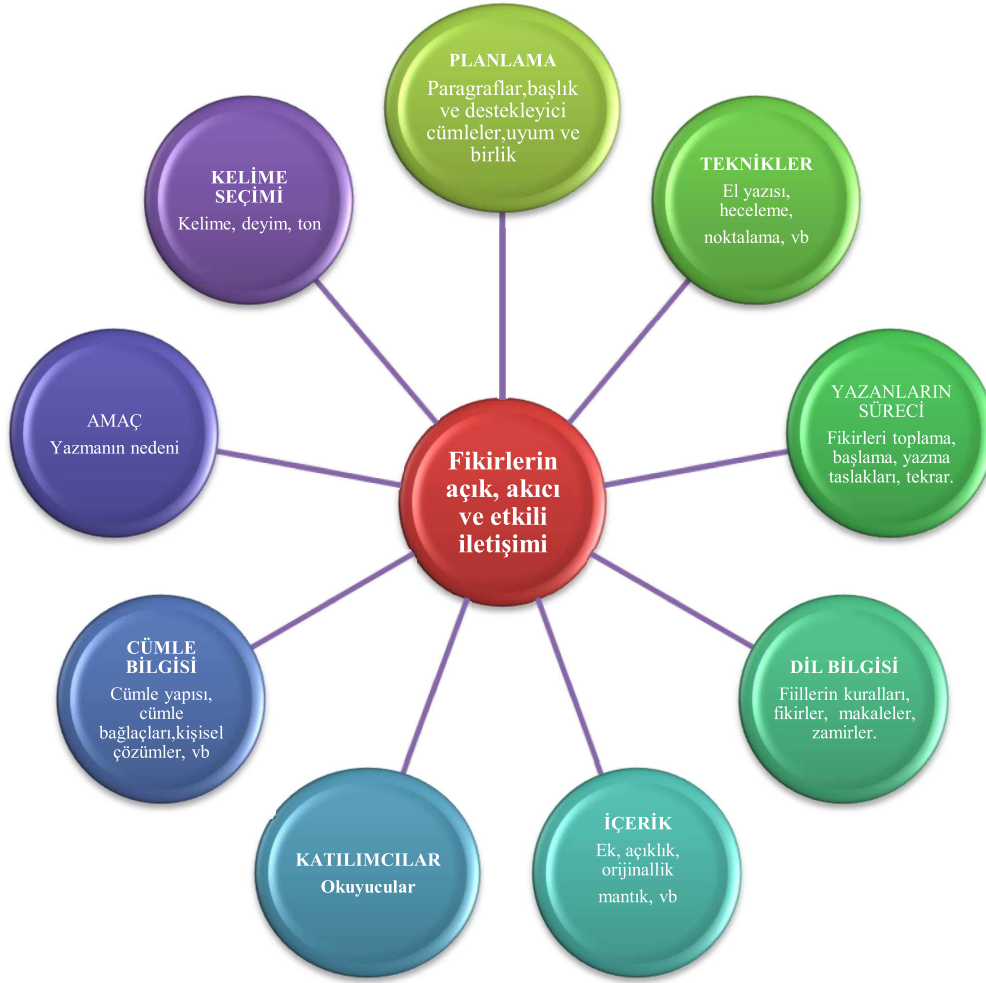 PLANLAMA
Paragraflar,başlık
ve destekleyici
cümleler,uyum ve
birlik
TEKNİKLER
El yazısı,
heceleme,
noktalama, vb
YAZANLARIN
SÜRECİ
Fikirleri toplama,
başlama, yazma
taslakları, tekrar.
DİL BİLGİSİ
Fiillerin kuralları,
fikirler, makaleler,
zamirler.
İÇERİK
Ek, açıklık,
orijinallik
mantık, vb
KATILIMCILAR
Okuyucular
CÜMLE
BİLGİSİ
Cümle yapısı,
cümle
bağlaçları,kişisel
çözümler, vb
AMAÇ
Yazmanın nedeni
KELİME
SEÇİMİ
Kelime, deyim, ton
Fikirlerin
açık, akıcı
ve etkili
iletişimi